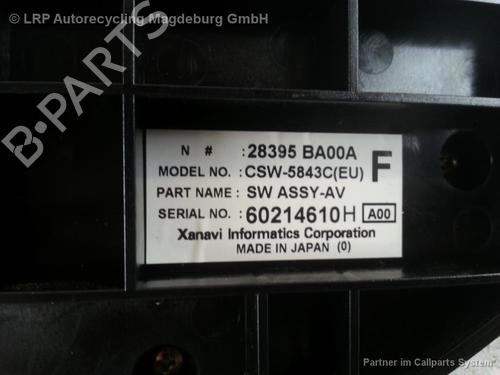 © LRP Autorecycling Magdeburg GmbH
B-PARTS
N # : 28395 BA00A
MODEL NO. : CSW-5843C(EU) F
PART NAME : SW ASSY-AV
SERIAL NO. : 60214610H A00
Xanavi Informatics Corporation
MADE IN JAPAN (0)
Partner im Callparts System